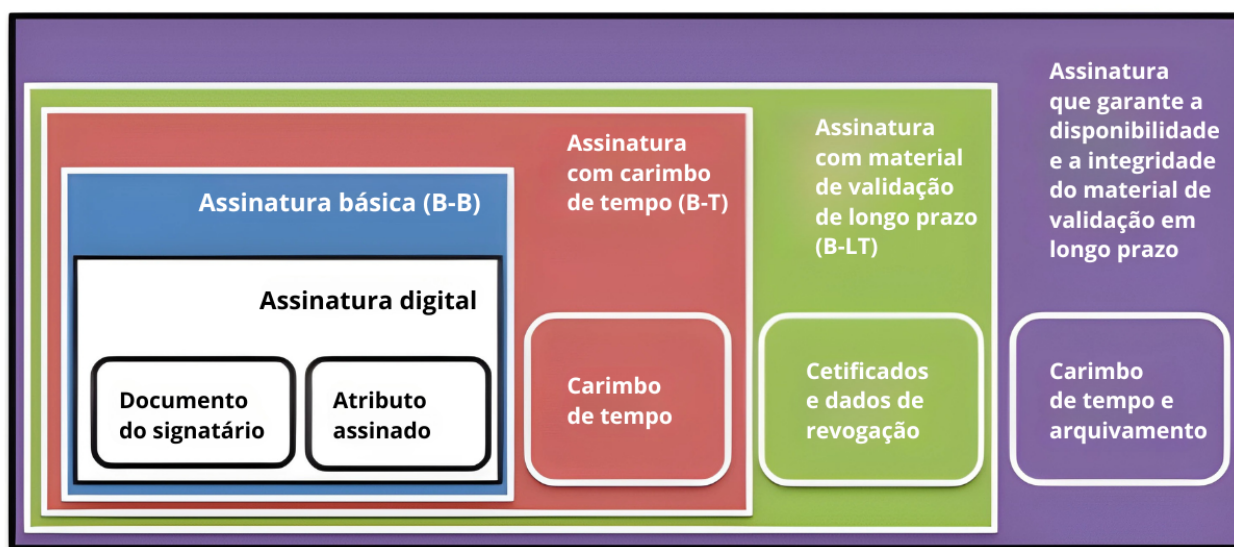 Assinatura básica (B-B)
Assinatura digital
Documento
do signatário
Atributo
assinado
Assinatura
com carimbo
de tempo (B-T)
Carimbo
de tempo
Assinatura
com material
de validação
de longo prazo
(B-LT)
Cetificados
e dados de
revogação
Assinatura
que garante a
disponibilidade
e a integridade
do material de
validação em
longo prazo
Carimbo
de tempo e
arquivamento